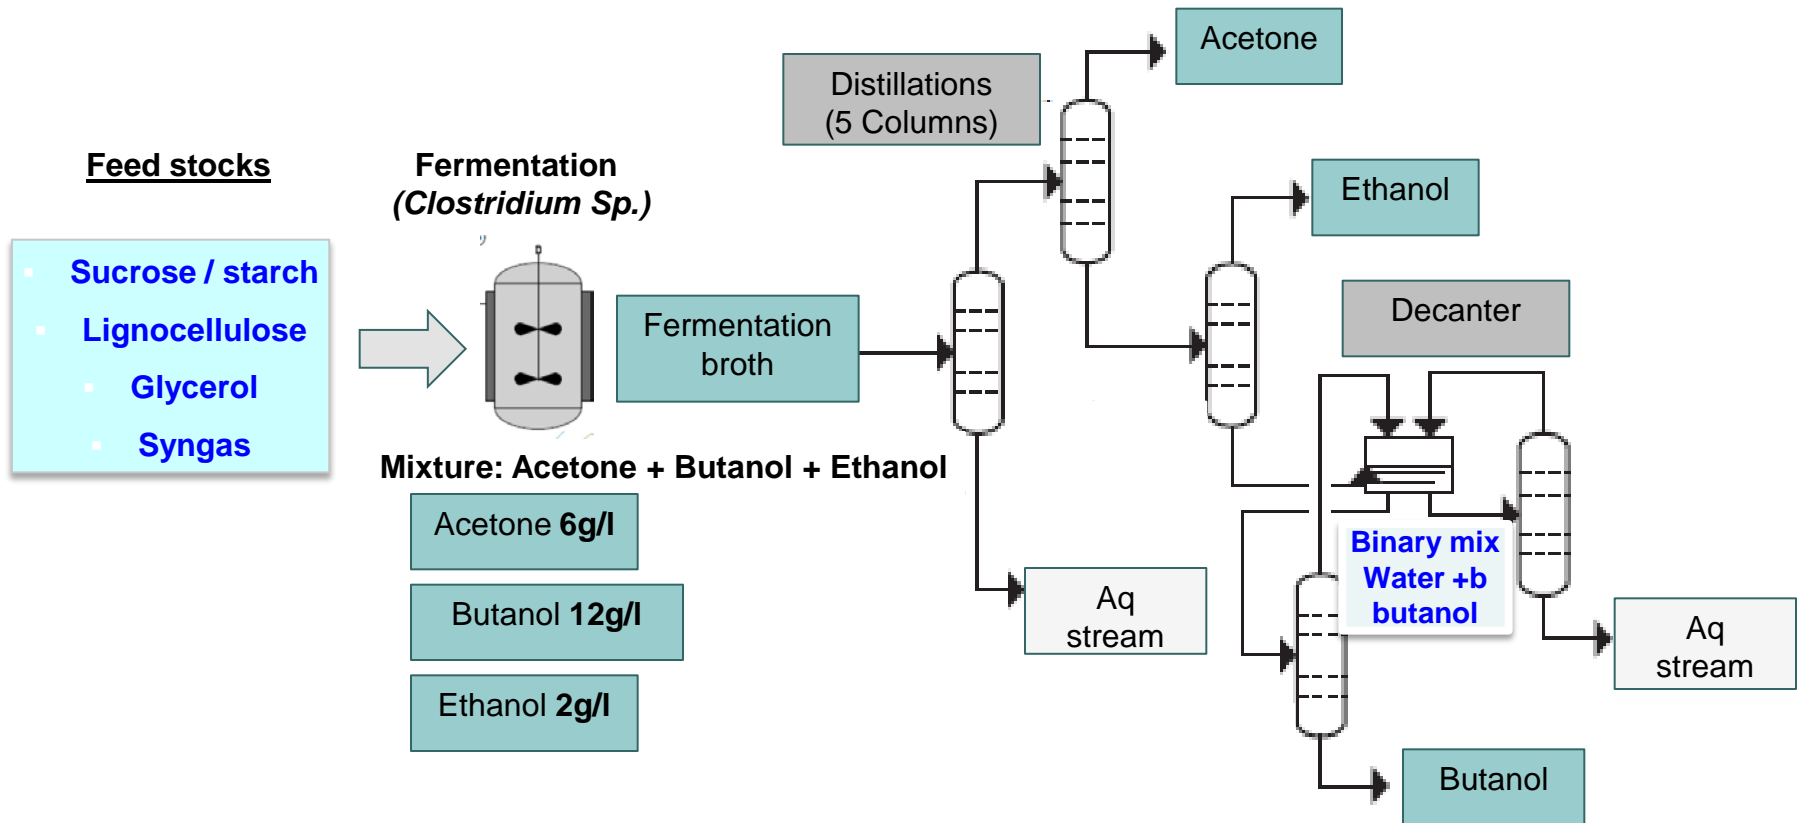 Feed stocks
Sucrose / starch
Lignocellulose
Glycerol
Syngas
Fermentation
(Clostridium Sp.)
Mixture: Acetone + Butanol + Ethanol
Acetone 6g/l
Butanol 12g/l
Ethanol 2g/l
Fermentation
broth
Distillations
(5 Columns)
Acetone
Ethanol
Decanter
Binary mix
Water +b
butanol
Aq
stream
Aq
stream
Butanol